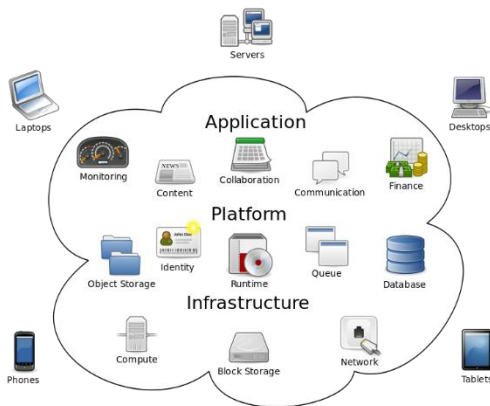 Servers
Laptops
Desktops
Application
Monitoring
NEWS
Content
Collaboration
Communication
Finance
Platform
Object Storage
Identity
Runtime
Queue
Database
Infrastructure
Compute
Block Storage
Network
Phones
Tablets